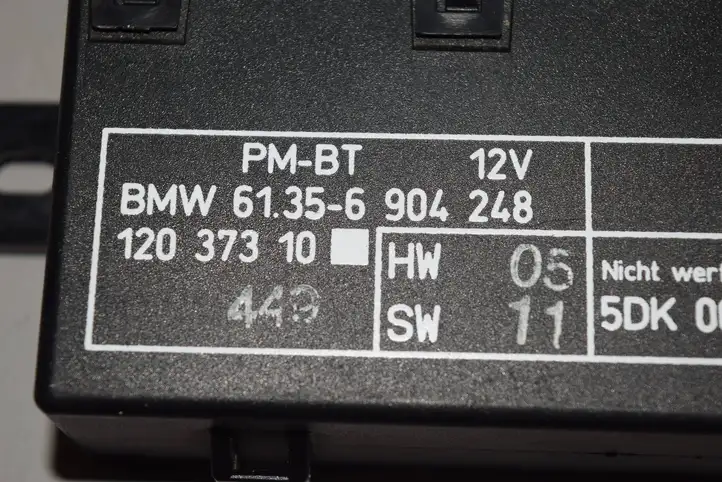 PM-BT 12V
BMW 61.35-6 904 248
120 373 10
HW 05
449
SW 11
Nicht
5DK